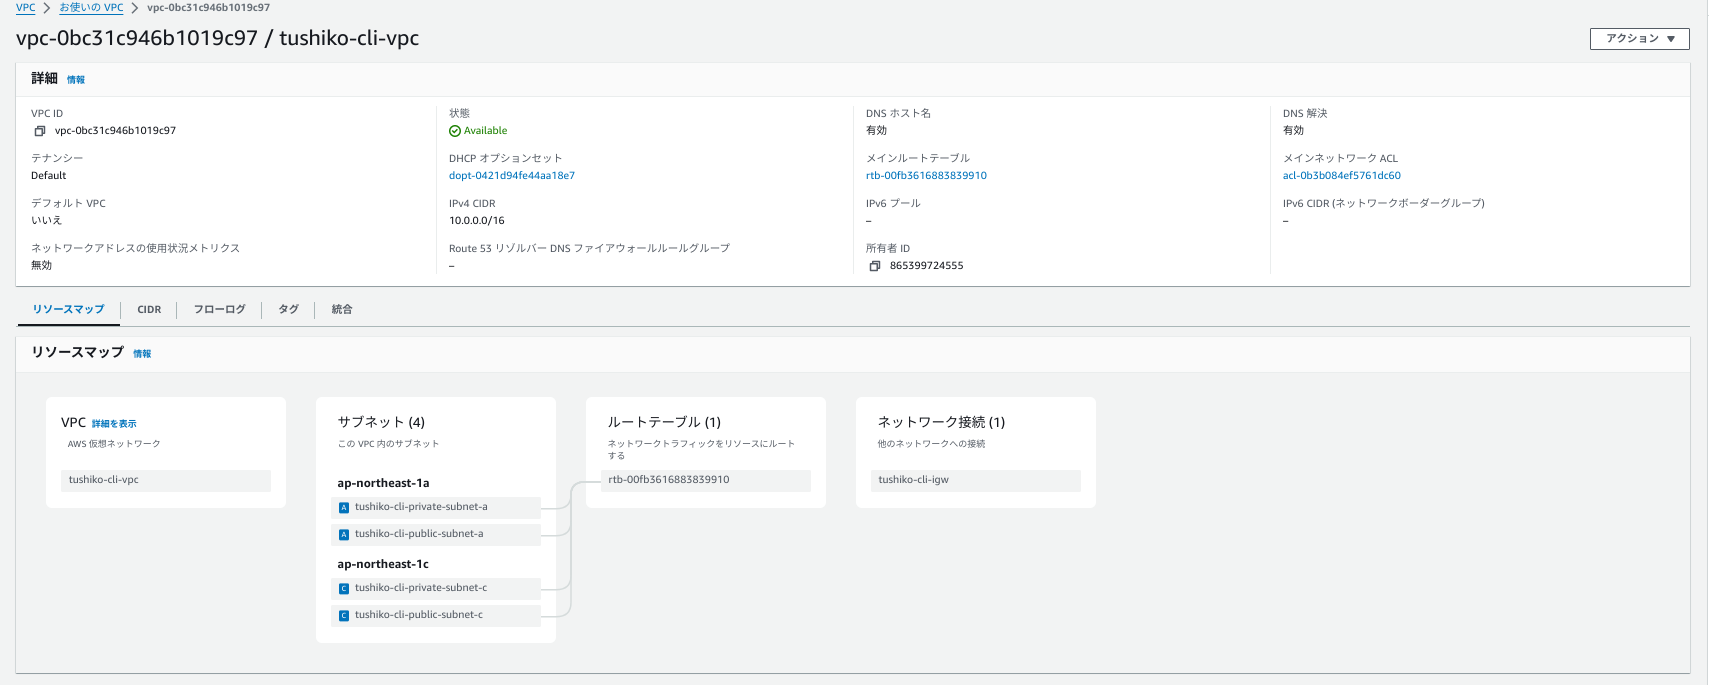 VPC > お使いの VPC > vpc-0bc31c946b1019c97
vpc-0bc31c946b1019c97 / tushiko-cli-vpc
アクション ▼
詳細 情報
VPC ID
vpc-0bc31c946b1019c97
状態
Available
DNS ホスト名
有効
DNS 解決
有効
テナンシー
Default
DHCP オプションセット
dopt-0421d94fe44aa18e7
メインルートテーブル
rtb-00fb3616883839910
メインネットワーク ACL
acl-0b3b084ef5761dc60
デフォルト VPC
いいえ
IPv4 CIDR
10.0.0.0/16
IPv6 プール
–
IPv6 CIDR (ネットワークボーダーグループ)
–
ネットワークアドレスの使用状況メトリクス
無効
Route 53 リゾルバー DNS ファイアウォールルールグループ
–
所有者 ID
865399724555
リソースマップ
CIDR
フローログ
タグ
統合
リソースマップ 情報
VPC 詳細を表示
AWS 仮想ネットワーク
tushiko-cli-vpc
サブネット (4)
この VPC 内のサブネット
ap-northeast-1a
A tushiko-cli-private-subnet-a
A tushiko-cli-public-subnet-a
ap-northeast-1c
C tushiko-cli-private-subnet-c
C tushiko-cli-public-subnet-c
ルートテーブル (1)
ネットワークトラフィックをリソースにルート
する
rtb-00fb3616883839910
ネットワーク接続 (1)
他のネットワークへの接続
tushiko-cli-igw